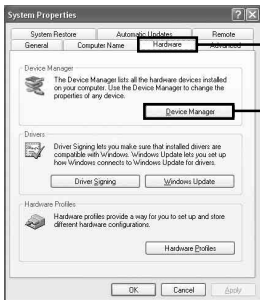 System Properties
System Restore Automatic Updates Remote
General Computer Name Hardware Advanced
Device Manager
The Device Manager lists all the hardware devices installed
on your computer. Use the Device Manager to change the
properties of any device.
Device Manager
Drivers
Driver Signing lets you make sure that installed drivers are
compatible with Windows. Windows Update lets you set up
how Windows connects to Windows Update for drivers.
Driver Signing Windows Update
Hardware Profiles
Hardware profiles provide a way for you to set up and store
different hardware configurations.
Hardware Profiles
OK Cancel Apply